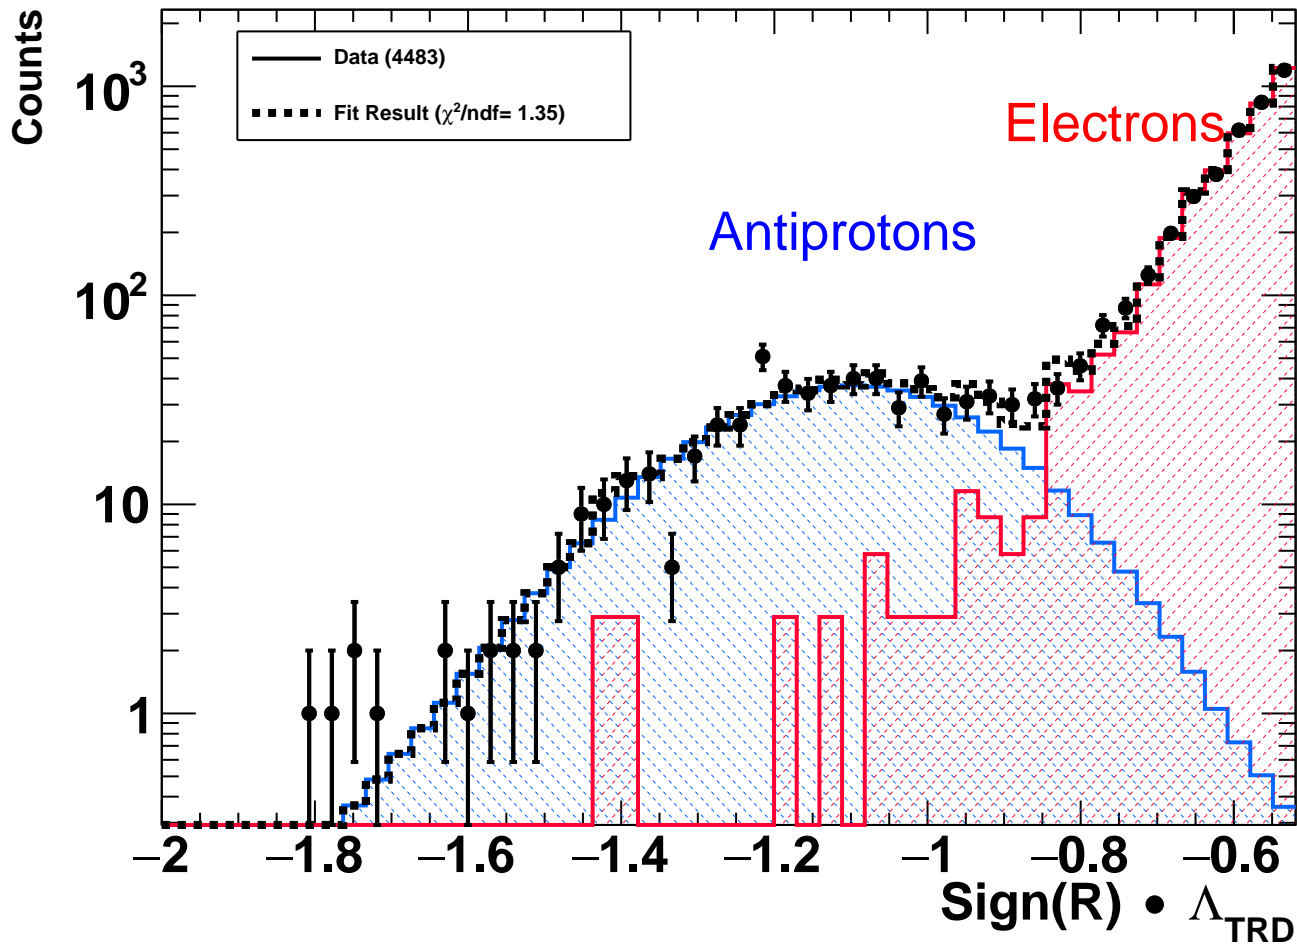 Counts
Data (4483)
Fit Result (χ²/ndf= 1.35)
Electrons
Antiprotons
10³
10²
10
1
−2 −1.8 −1.6 −1.4 −1.2 −1 −0.8 −0.6
Sign(R) • Λ_TRD